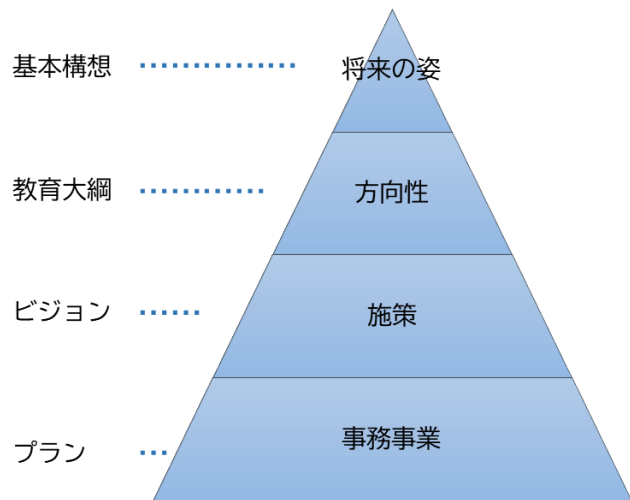 基本構想
将来の姿
教育大綱
方向性
ビジョン
施策
プラン
事務事業